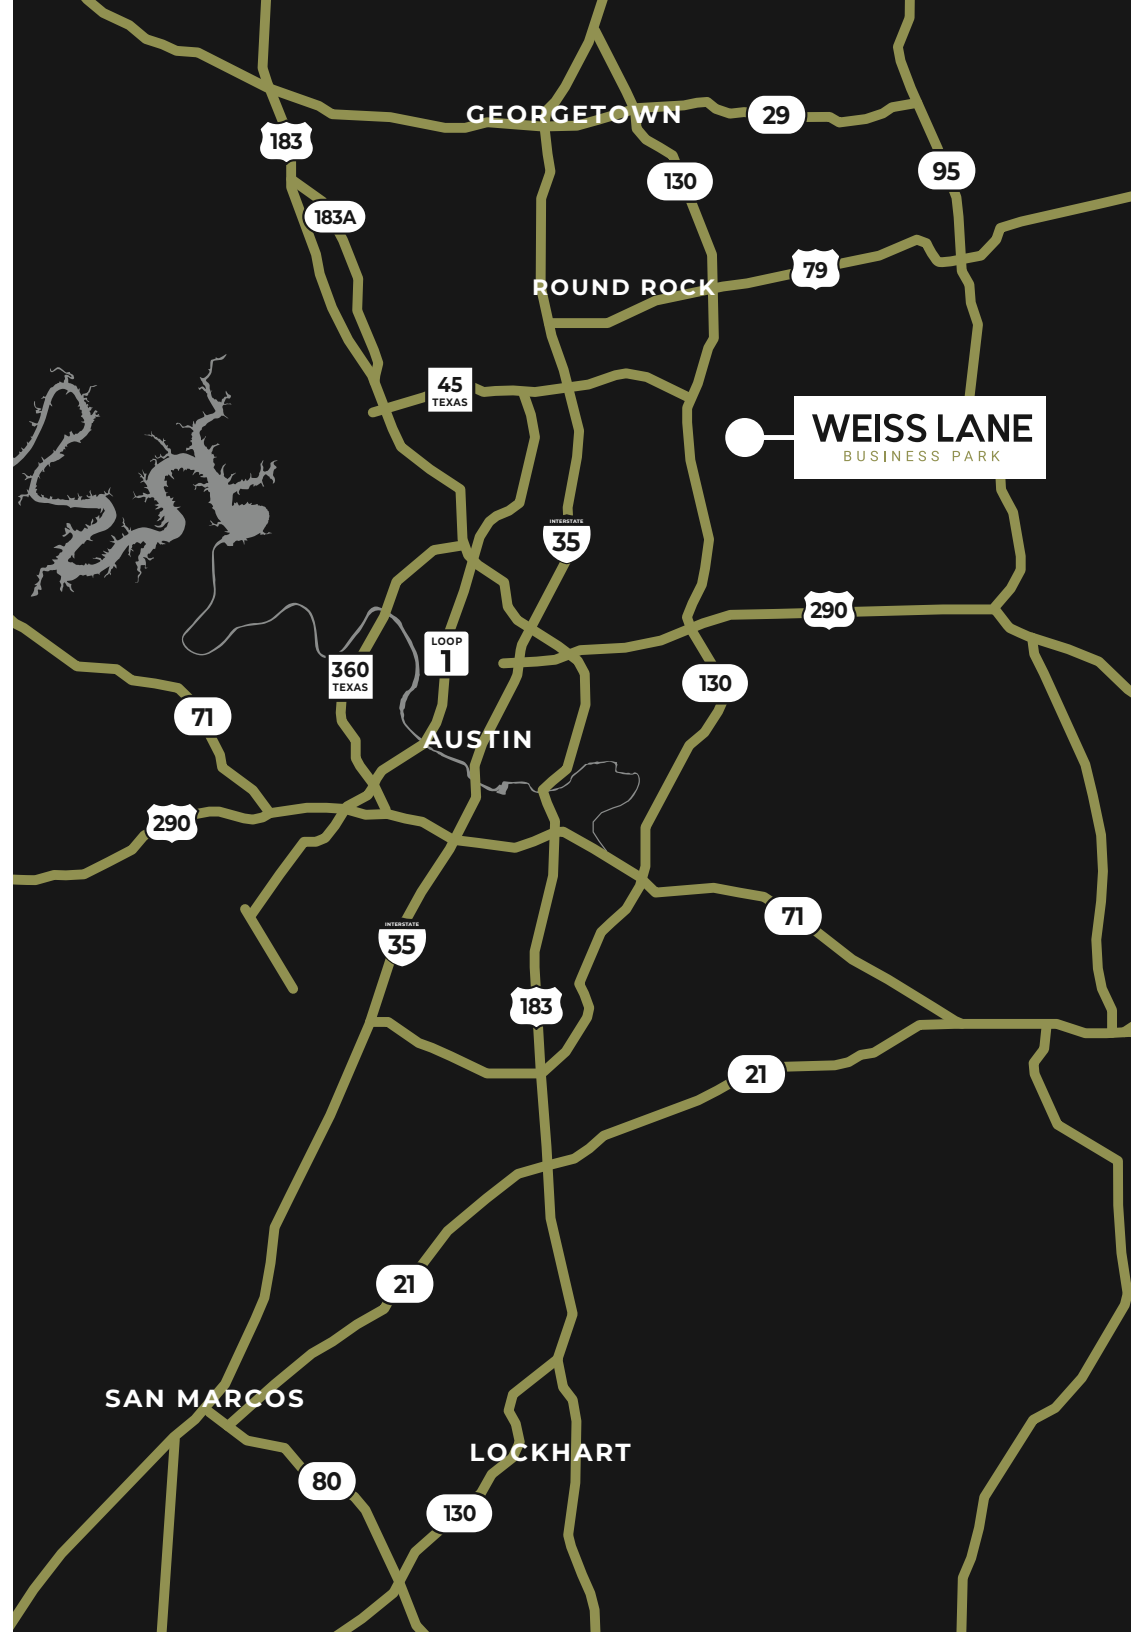 GEORGETOWN
29
183
95
130
183A
79
ROUND ROCK
45
TEXAS
WEISS LANE
BUSINESS PARK
INTERSTATE
35
290
LOOP
1
360
TEXAS
130
71
AUSTIN
290
71
INTERSTATE
35
183
21
21
SAN MARCOS
LOCKHART
80
130